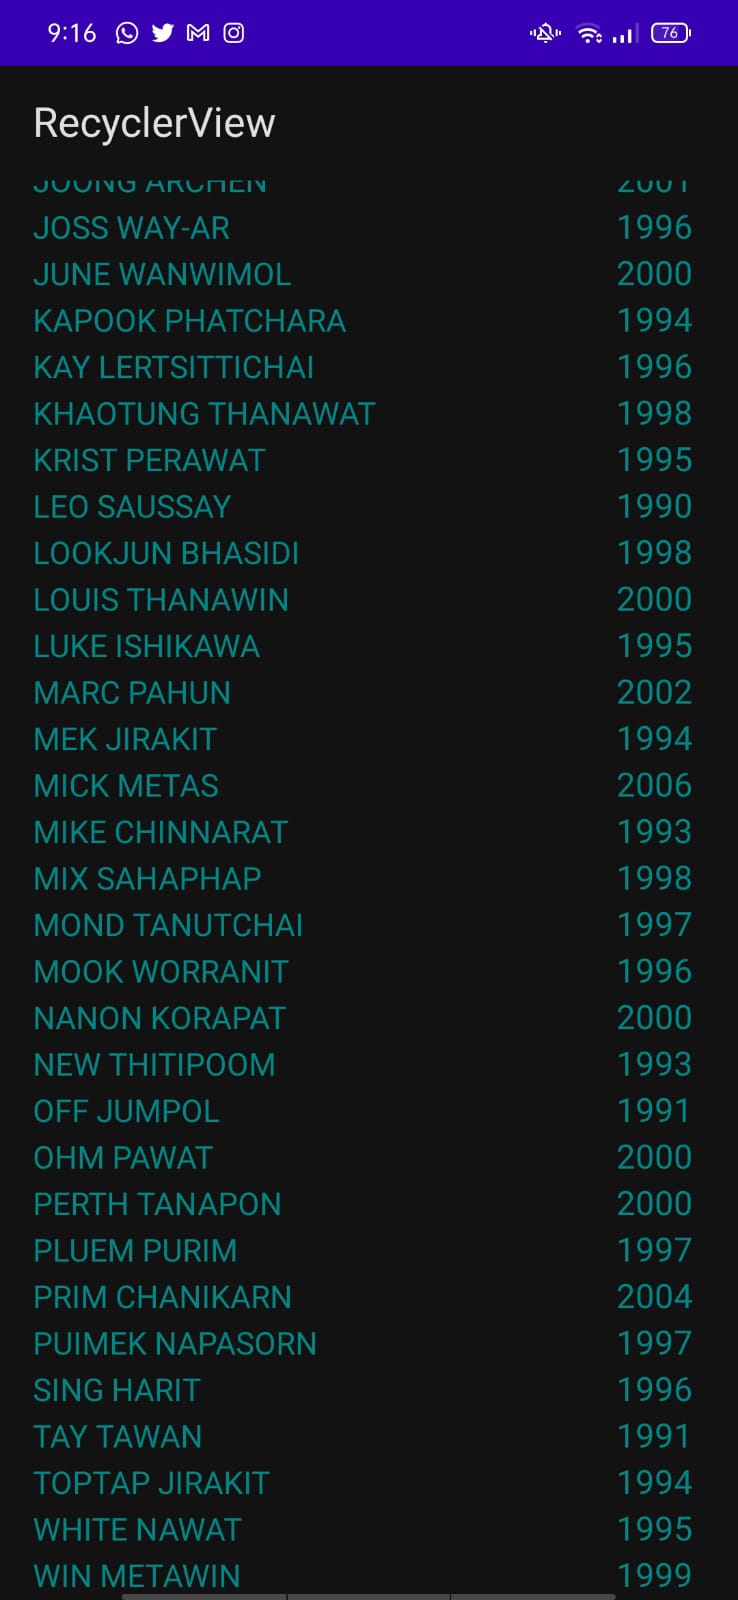 9:16 76
RecyclerView
JOONG ARCHEN 2001
JOSS WAY-AR 1996
JUNE WANWIMOL 2000
KAPOOK PHATCHARA 1994
KAY LERTSITTICHAI 1996
KHAOTUNG THANAWAT 1998
KRIST PERAWAT 1995
LEO SAUSSAY 1990
LOOKJUN BHASIDI 1998
LOUIS THANAWIN 2000
LUKE ISHIKAWA 1995
MARC PAHUN 2002
MEK JIRAKIT 1994
MICK METAS 2006
MIKE CHINNARAT 1993
MIX SAHAPHAP 1998
MOND TANUTCHAI 1997
MOOK WORRANIT 1996
NANON KORAPAT 2000
NEW THITIPOOM 1993
OFF JUMPOL 1991
OHM PAWAT 2000
PERTH TANAPON 2000
PLUEM PURIM 1997
PRIM CHANIKARN 2004
PUIMEK NAPASORN 1997
SING HARIT 1996
TAY TAWAN 1991
TOPTAP JIRAKIT 1994
WHITE NAWAT 1995
WIN METAWIN 1999